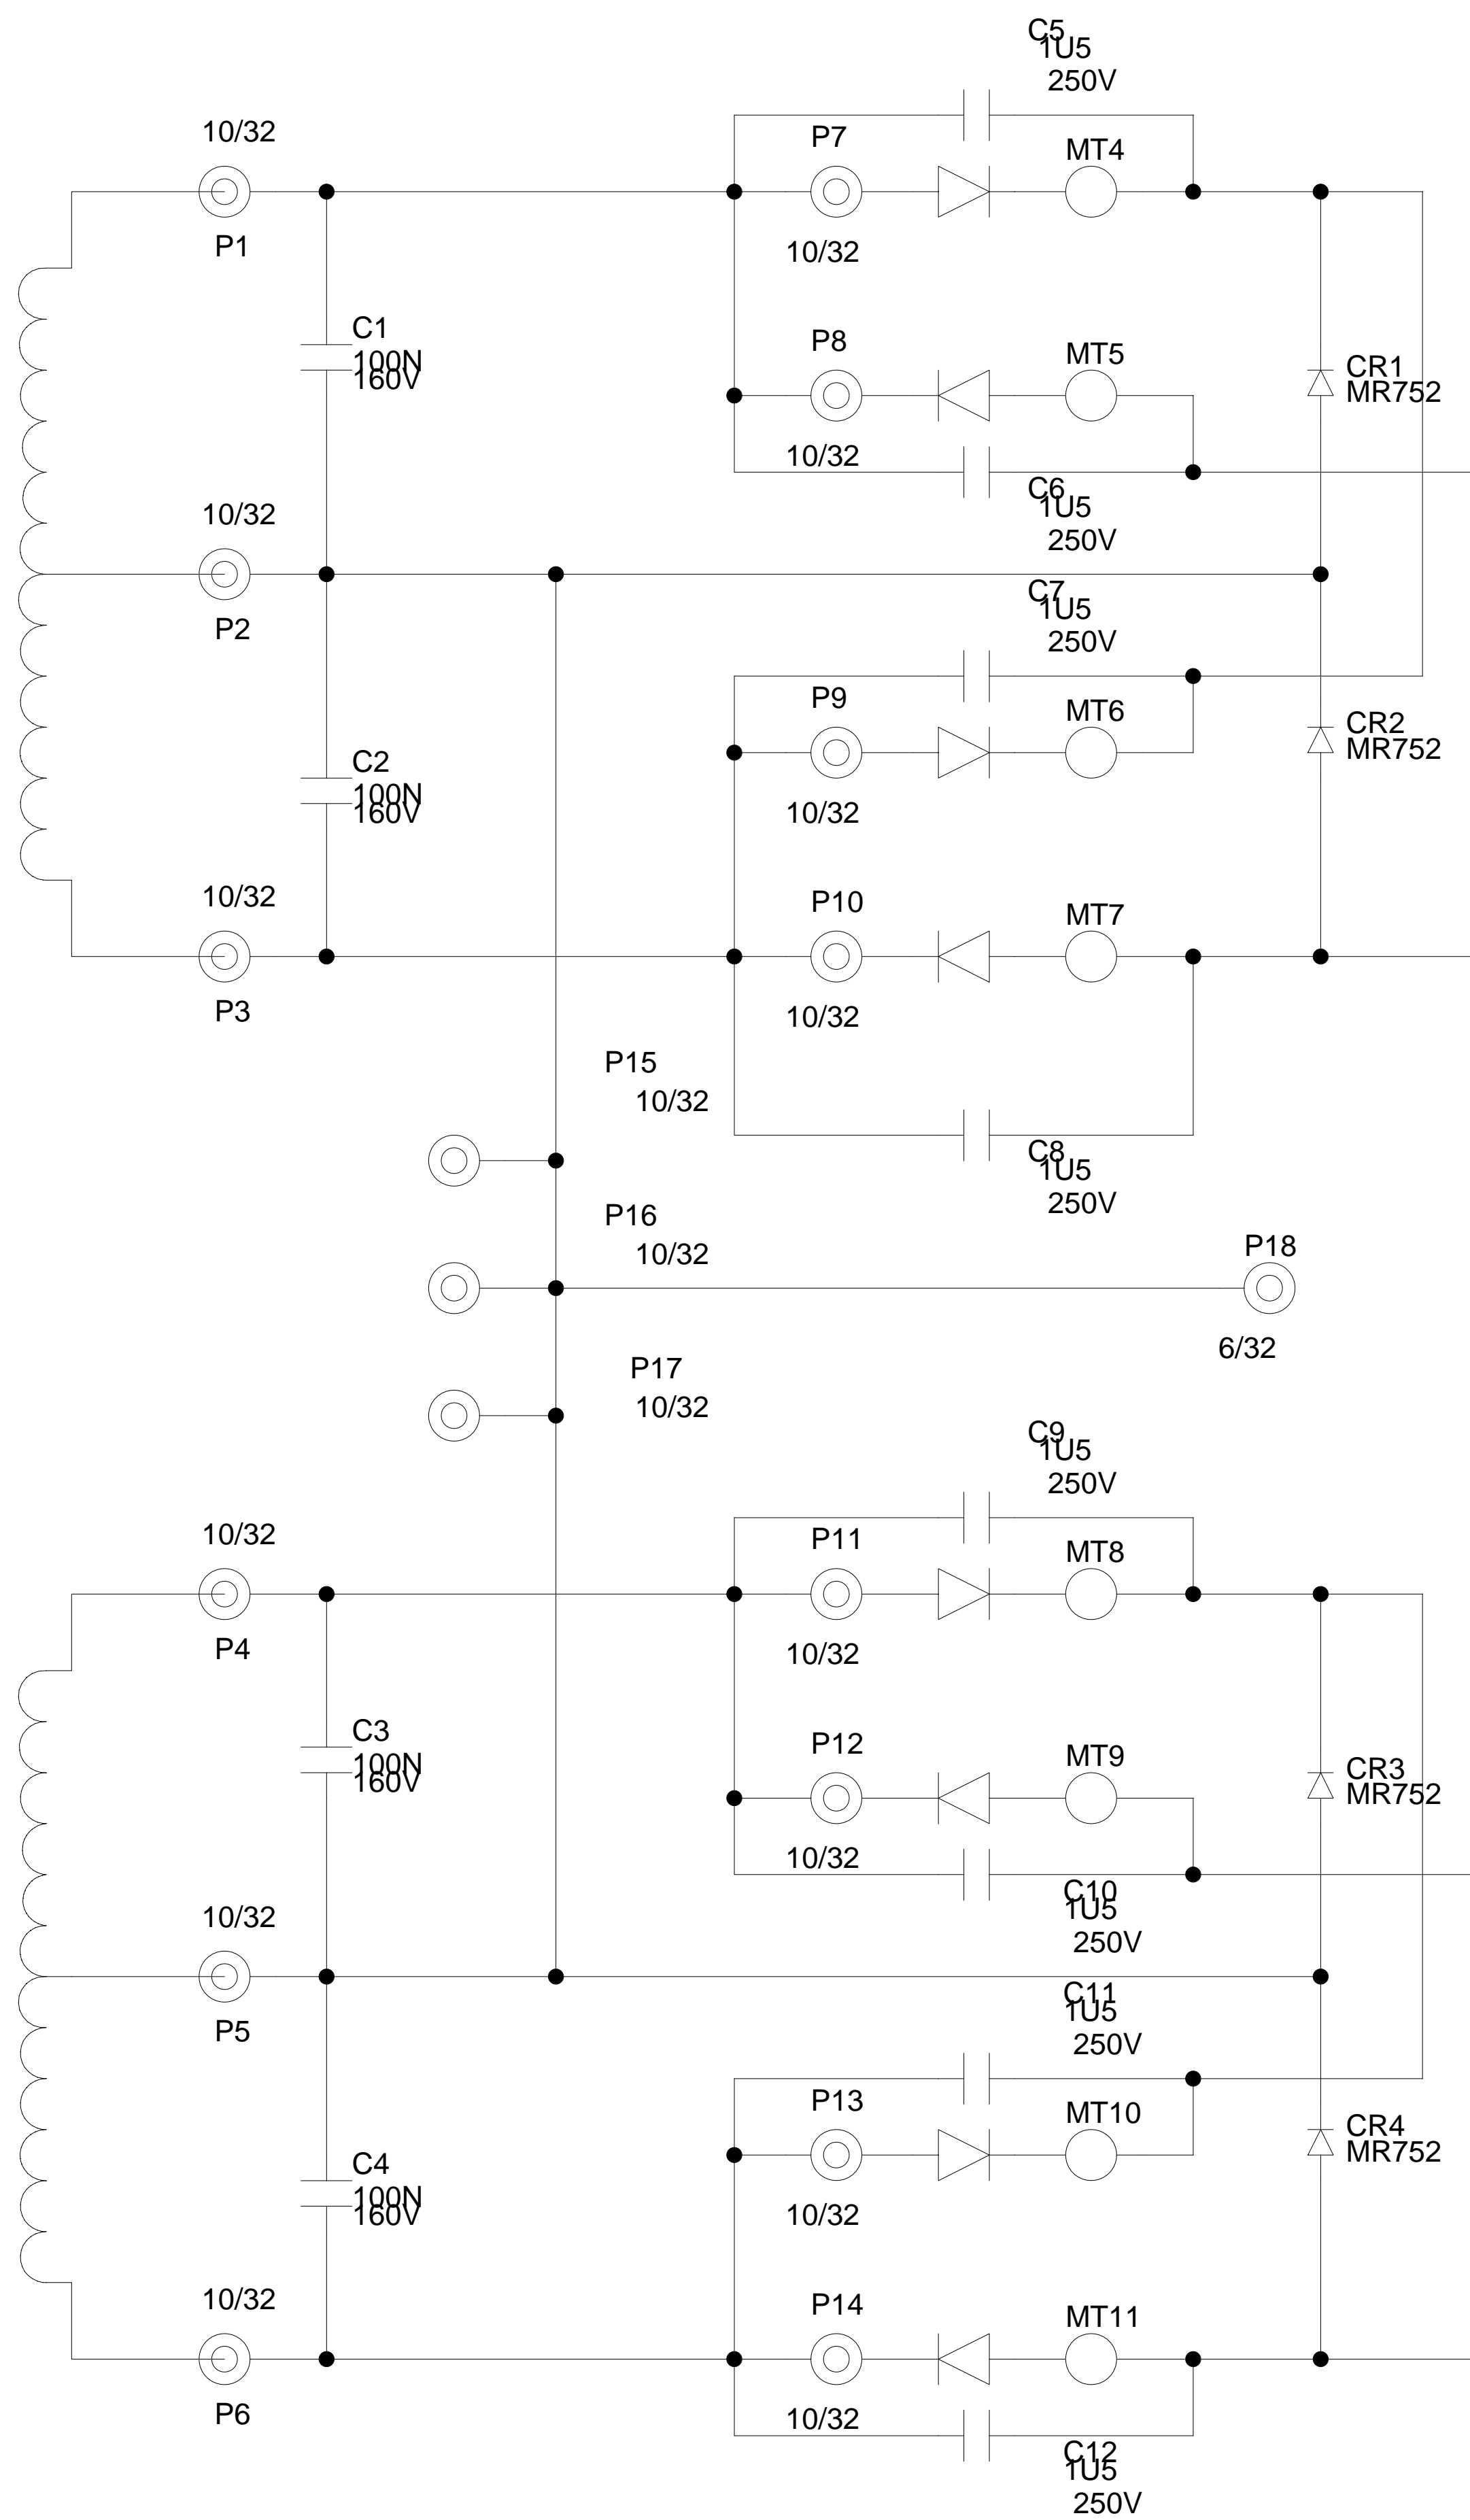 C5
1U5
250V
10/32
P7
MT4
P1
10/32
C1
100N
160V
P8
MT5
CR1
MR752
10/32
C6
1U5
250V
10/32
P2
C7
1U5
250V
P9
MT6
CR2
MR752
C2
100N
160V
10/32
10/32
P10
MT7
P3
10/32
P15
10/32
C8
1U5
250V
P16
10/32
P18
6/32
P17
10/32
C9
1U5
250V
10/32
P11
MT8
P4
10/32
C3
100N
160V
P12
MT9
CR3
MR752
10/32
C10
1U5
250V
10/32
P5
C11
1U5
250V
P13
MT10
CR4
MR752
C4
100N
160V
10/32
10/32
P14
MT11
P6
10/32
C12
1U5
250V